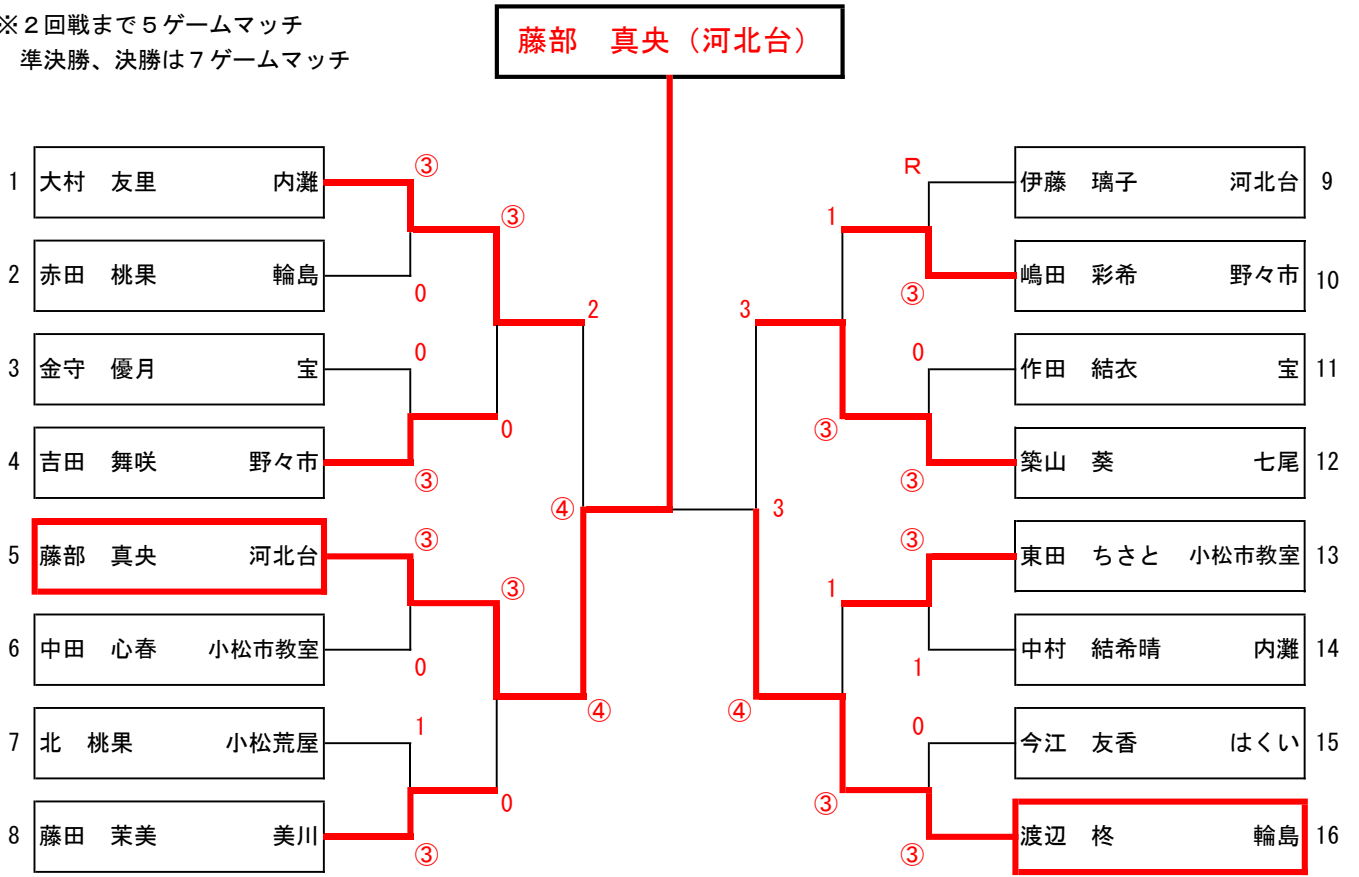 ※２回戦まで５ゲームマッチ
準決勝、決勝は７ゲームマッチ
藤部　真央（河北台）
1 大村　友里 内灘 ③
③
2 赤田　桃果 輪島 0
2
3 金守　優月 宝 0
0
4 吉田　舞咲 野々市 ③
④
5 藤部　真央 河北台 ③
③
6 中田　心春 小松市教室 0
④
7 北　桃果 小松荒屋 1
0
8 藤田　茉美 美川 ③
R 伊藤　璃子 河北台 9
1
③ 嶋田　彩希 野々市 10
3
0 作田　結衣 宝 11
③
③ 築山　葵 七尾 12
3
③ 東田　ちさと 小松市教室 13
1
1 中村　結希晴 内灘 14
④
0 今江　友香 はくい 15
③
③ 渡辺　柊 輪島 16